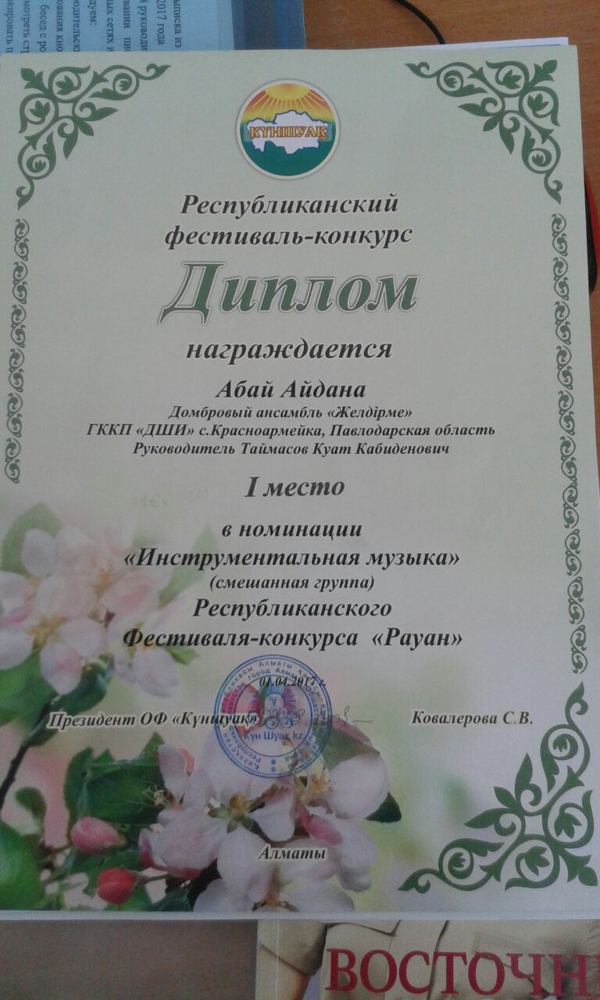 КҮНШУАҚ
Республиканский
фестиваль-конкурс
Диплом
награждается
Абай Айдана
Домбровый ансамбль «Желдірме»
ГККП «ДШИ» с.Красноармейка, Павлодарская область
Руководитель Таймасов Куат Кабиденович
I место
в номинации
«Инструментальная музыка»
(смешанная группа)
Республиканского
Фестиваля-конкурса «Рауан»
01.04.2017 г.
Президент ОФ «Күншуақ»
Ковалерова С.В.
Күн Шуақ kz
Алматы
ВОСТОЧН